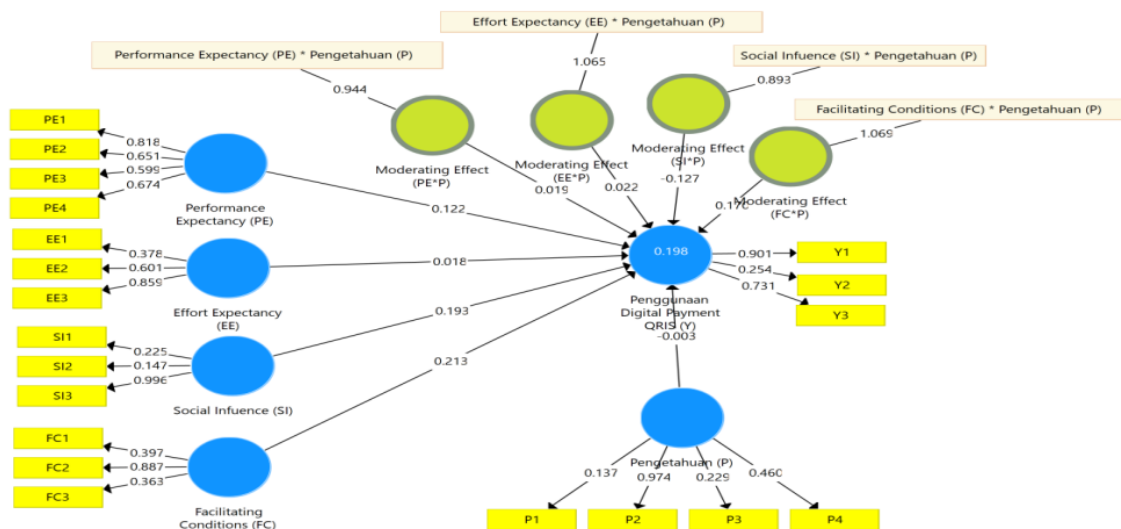 Effort Expectancy (EE) * Pengetahuan (P)
Performance Expectancy (PE) * Pengetahuan (P)
Social Infuence (SI) * Pengetahuan (P)
Facilitating Conditions (FC) * Pengetahuan (P)
1.065
0.893
0.944
1.069
Moderating Effect
(PE*P)
Moderating Effect
(EE*P)
Moderating Effect
(SI*P)
Moderating Effect
(FC*P)
0.019
0.022
-0.127
PE1
PE2
PE3
PE4
0.818
0.651
0.599
0.674
Performance
Expectancy (PE)
0.122
EE1
EE2
EE3
0.378
0.601
0.859
Effort Expectancy
(EE)
0.018
SI1
SI2
SI3
0.225
0.147
0.996
Social Infuence (SI)
0.193
FC1
FC2
FC3
0.397
0.887
0.363
Facilitating
Conditions (FC)
0.213
0.198
Penggunaan
Digital Payment
QRIS (Y)
0.901
0.254
0.731
Y1
Y2
Y3
-0.003
Pengetahuan (P)
0.137
0.974
0.229
0.460
P1
P2
P3
P4